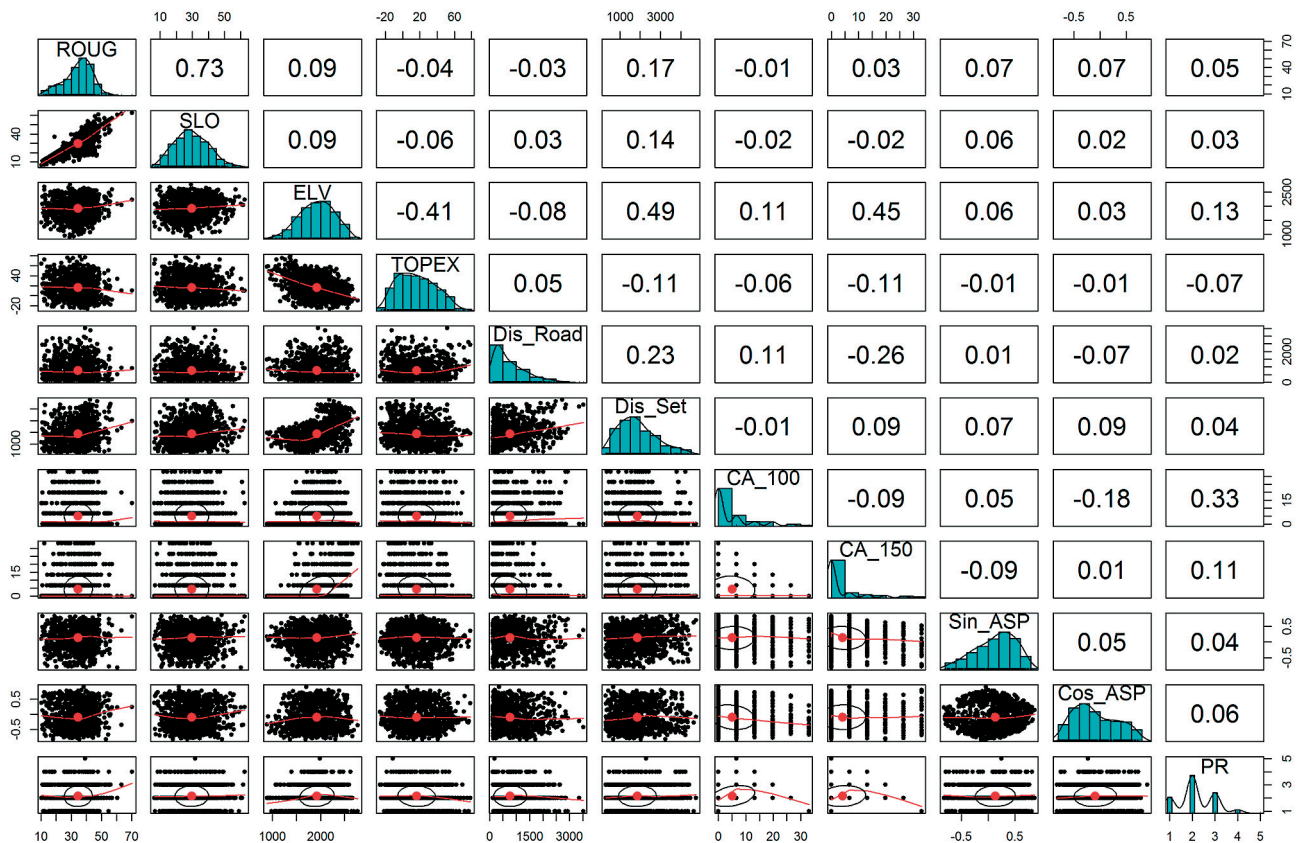 10 30 50 -20 20 60 1000 3000 0 10 20 30 -0.5 0.5
ROUG 0.73 0.09 -0.04 -0.03 0.17 -0.01 0.03 0.07 0.07 0.05 10 40 70
SLO 0.09 -0.06 0.03 0.14 -0.02 -0.02 0.06 0.02 0.03
10 40
ELV -0.41 -0.08 0.49 0.11 0.45 0.06 0.03 0.13 1000 2500
TOPEX 0.05 -0.11 -0.06 -0.11 -0.01 -0.01 -0.07
-20 40
Dis_Road 0.23 0.11 -0.26 0.01 -0.07 0.02 0 2000
Dis_Set -0.01 0.09 0.07 0.09 0.04
1000
CA_100 -0.09 0.05 -0.18 0.33 0 15
CA_150 -0.09 0.01 0.11
0 15
Sin_ASP 0.05 0.04 -0.5 0.5
Cos_ASP 0.06
-0.5 0.5
PR 1 3 5
10 30 50 70 1000 2000 0 1500 3000 0 10 20 30 -0.5 0.5 1 2 3 4 5